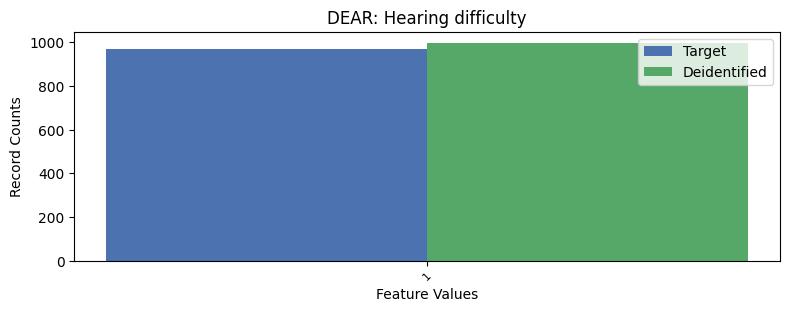 DEAR: Hearing difficulty
Target
Deidentified
Record Counts
1000
800
600
400
200
0
1
Feature Values